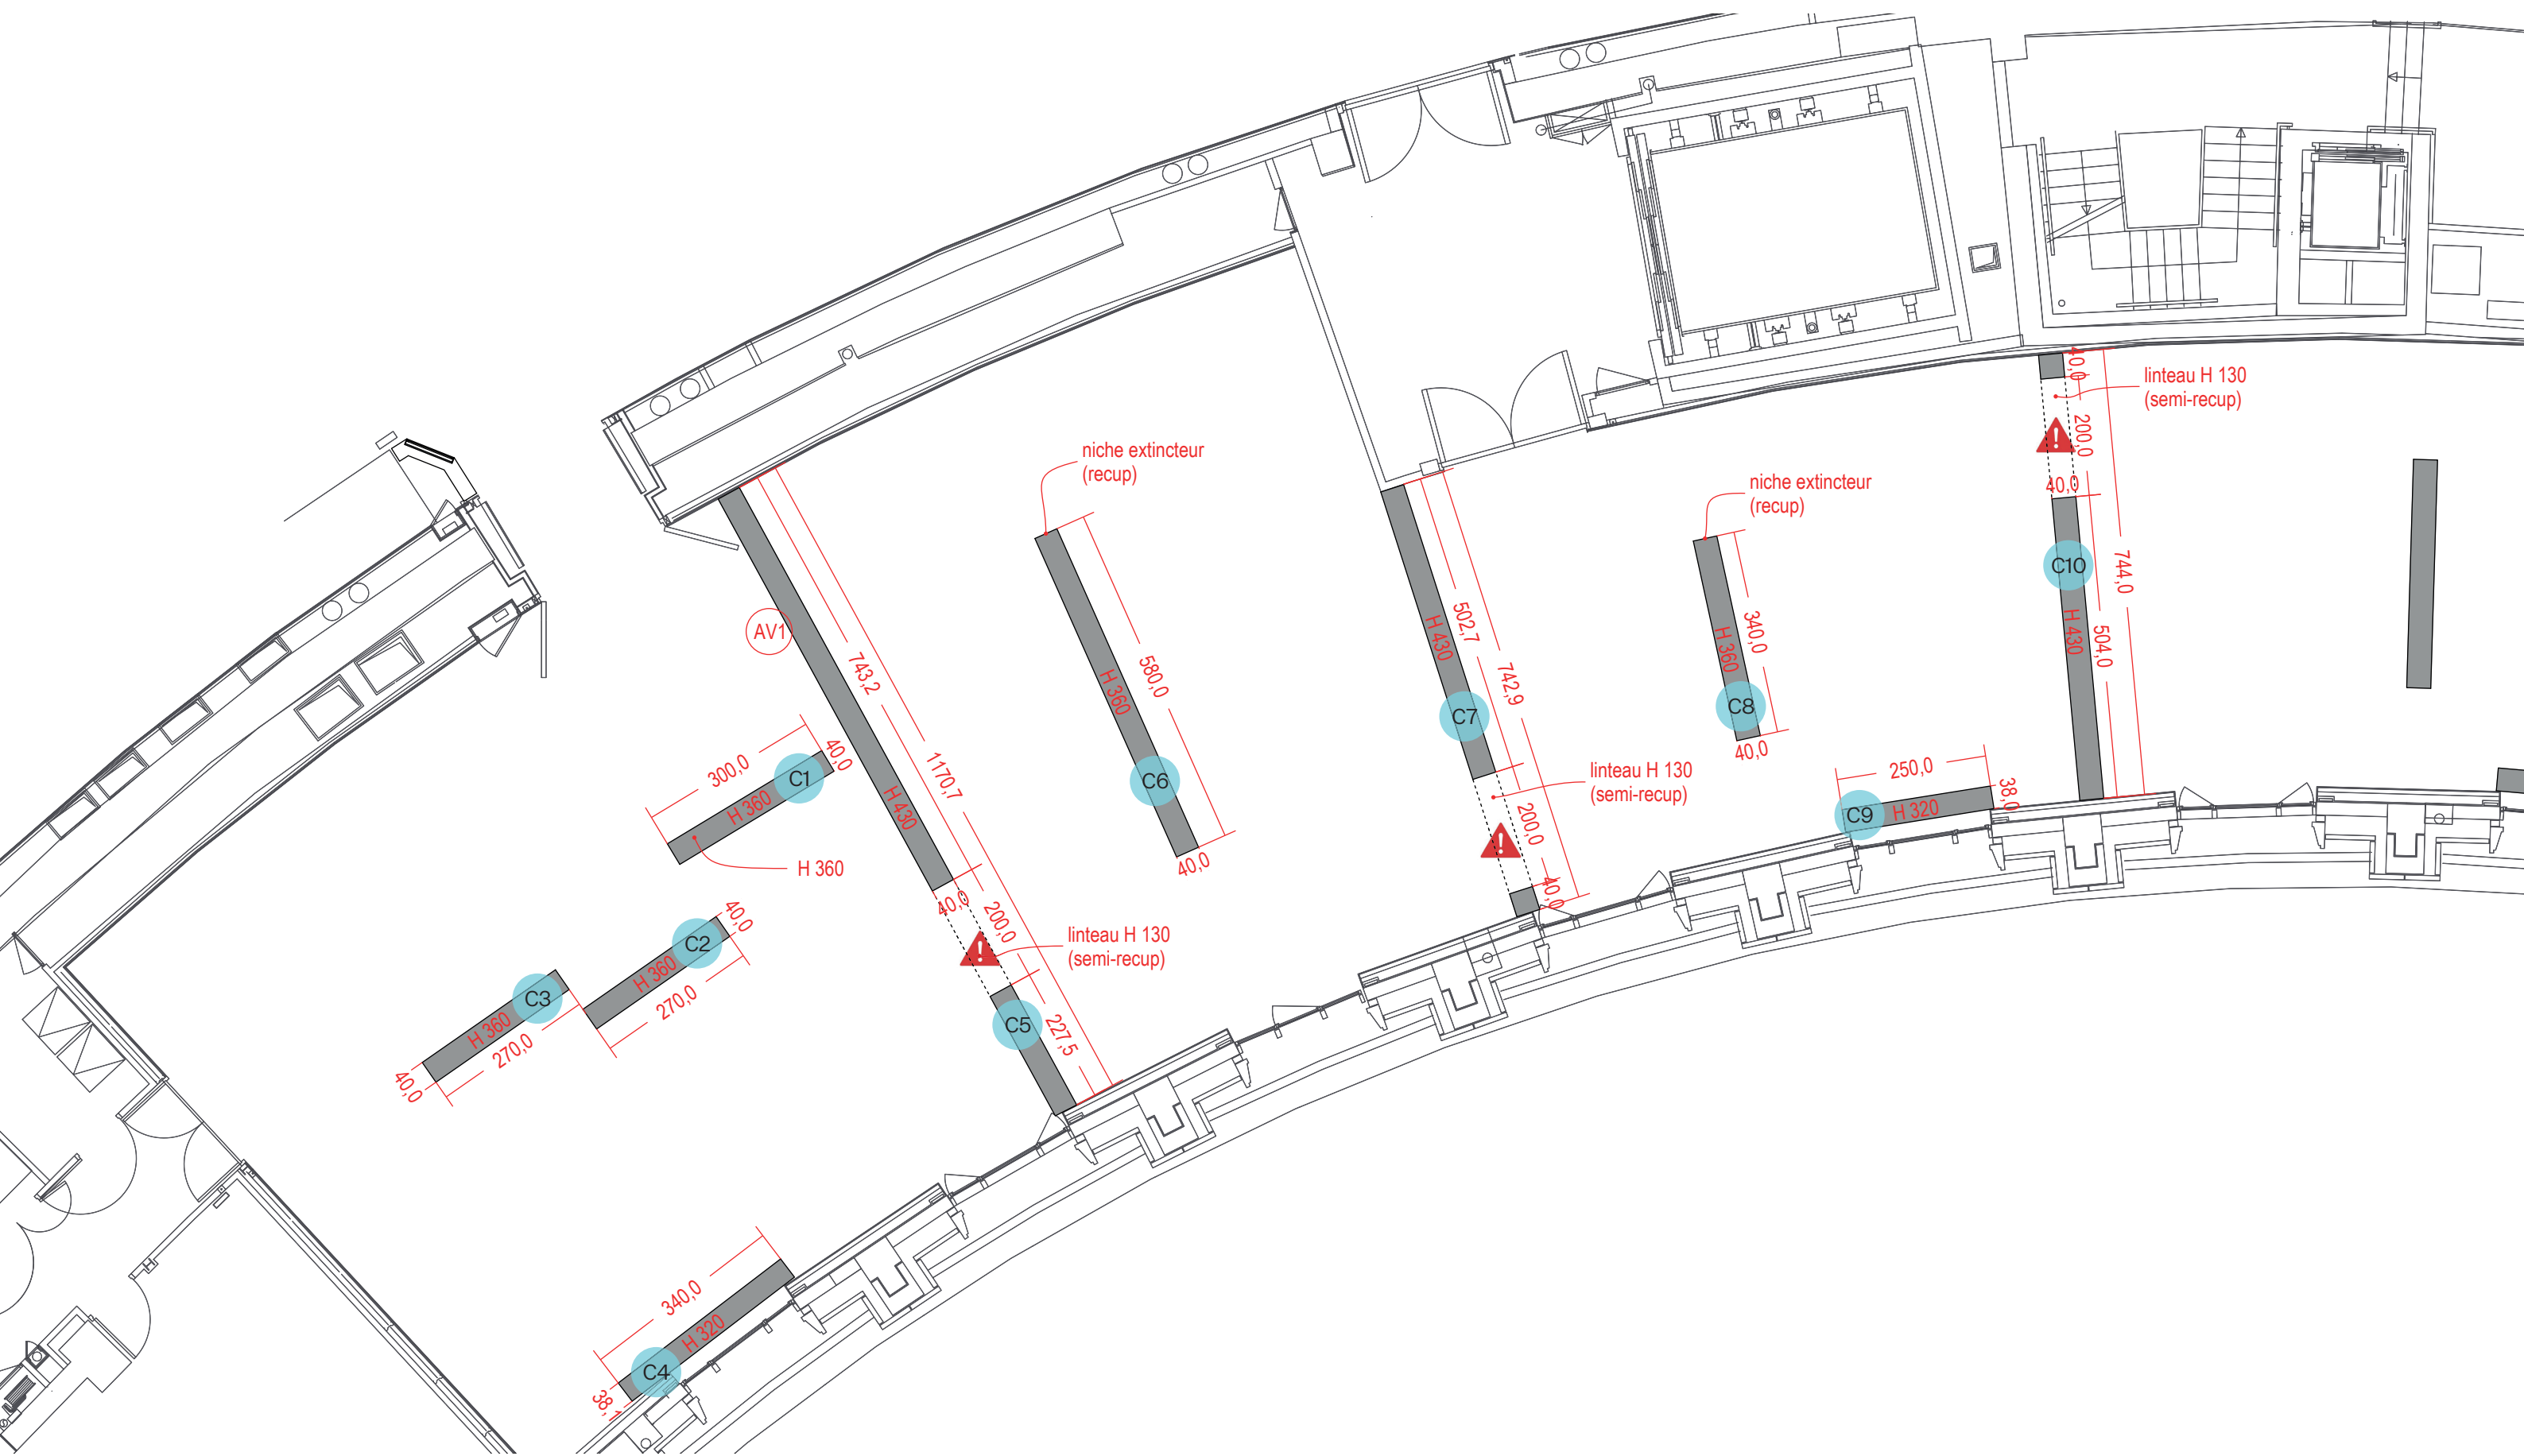 40,0
linteau H 130
(semi-recup)
200,0
40,0
C10
H 430
504,0
744,0
niche extincteur
(recup)
niche extincteur
(recup)
AV1
743,2
1170,7
H 430
40,0
200,0
linteau H 130
(semi-recup)
C5
227,5
580,0
H 360
C6
40,0
502,7
H 430
742,9
C7
linteau H 130
(semi-recup)
200,0
40,0
340,0
H 360
C8
40,0
250,0
38,0
C9
H 320
300,0
40,0
C1
H 360
H 360
40,0
C2
H 360
270,0
C3
H 360
270,0
40,0
340,0
H 320
C4
38,1